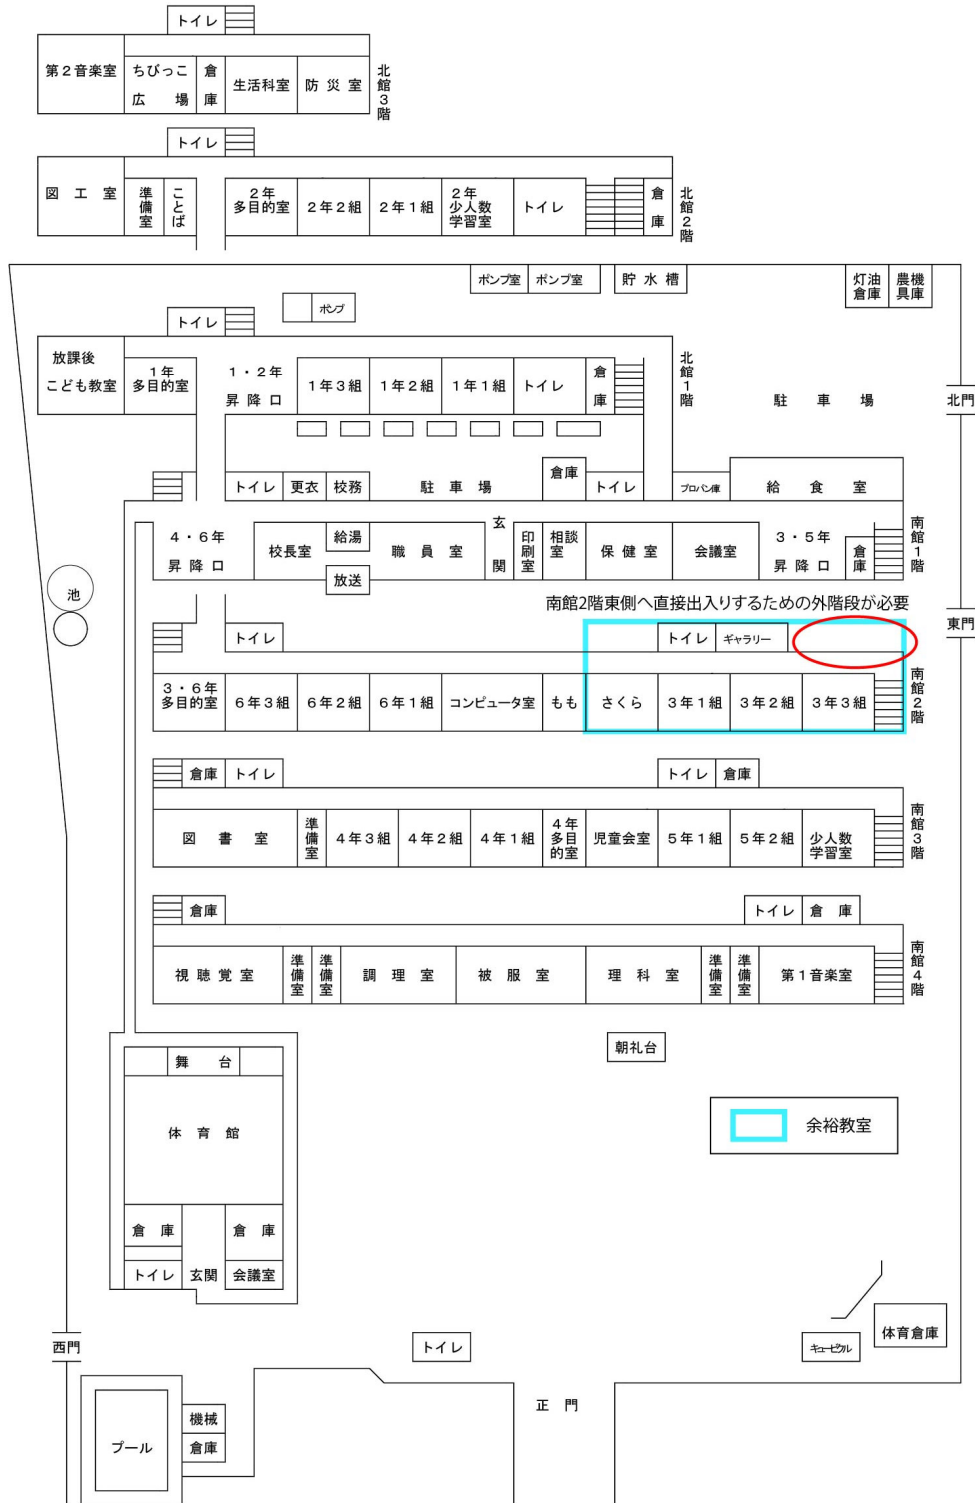 トイレ
第２音楽室
ちびっこ
広場
倉庫
生活科室
防災室
北館３階
トイレ
図工室
準備室
ことば
２年
多目的室
２年２組
２年１組
２年
少人数
学習室
トイレ
倉庫
北館２階
ポンプ室
ポンプ室
貯水槽
灯油
倉庫
農機
具庫
ポンプ
トイレ
放課後
こども教室
１年
多目的室
１・２年
昇降口
１年３組
１年２組
１年１組
トイレ
倉庫
北館１階
駐車場
北門
トイレ
更衣
校務
駐車場
倉庫
トイレ
プロパン庫
給食室
４・６年
昇降口
校長室
給湯
放送
職員室
玄関
印刷室
相談室
保健室
会議室
３・５年
昇降口
倉庫
南館１階
池
南館2階東側へ直接出入りするための外階段が必要
東門
トイレ
トイレ
ギャラリー
３・６年
多目的室
６年３組
６年２組
６年１組
コンピュータ室
もも
さくら
３年１組
３年２組
３年３組
南館２階
倉庫
トイレ
トイレ
倉庫
図書室
準備室
４年３組
４年２組
４年１組
４年
多目
的室
児童会室
５年１組
５年２組
少人数
学習室
南館３階
倉庫
トイレ
倉庫
視聴覚室
準備室
準備室
調理室
被服室
理科室
準備室
準備室
第１音楽室
南館４階
朝礼台
舞台
体育館
余裕教室
倉庫
倉庫
トイレ
玄関
会議室
西門
トイレ
キュービクル
体育倉庫
正門
プール
機械
倉庫